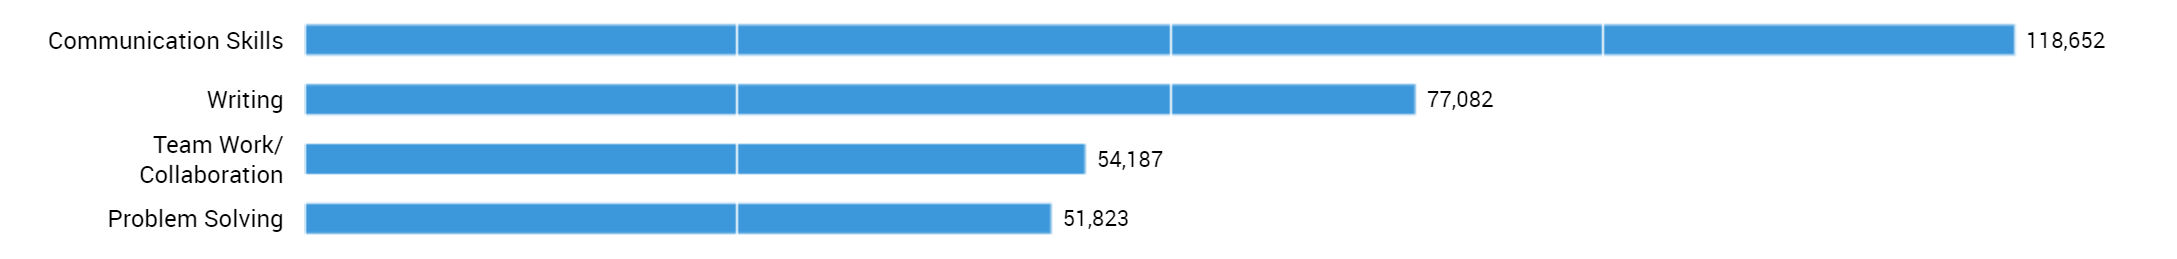 Communication Skills 118,652
Writing 77,082
Team Work/
Collaboration 54,187
Problem Solving 51,823